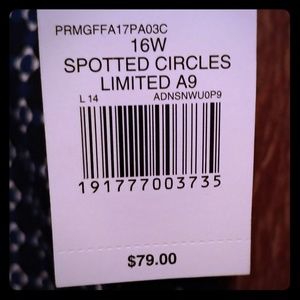 PRMGFFA17PA03C
16W
SPOTTED CIRCLES
LIMITED A9
L 14 ADNSNWU0P9
191777003735
$79.00